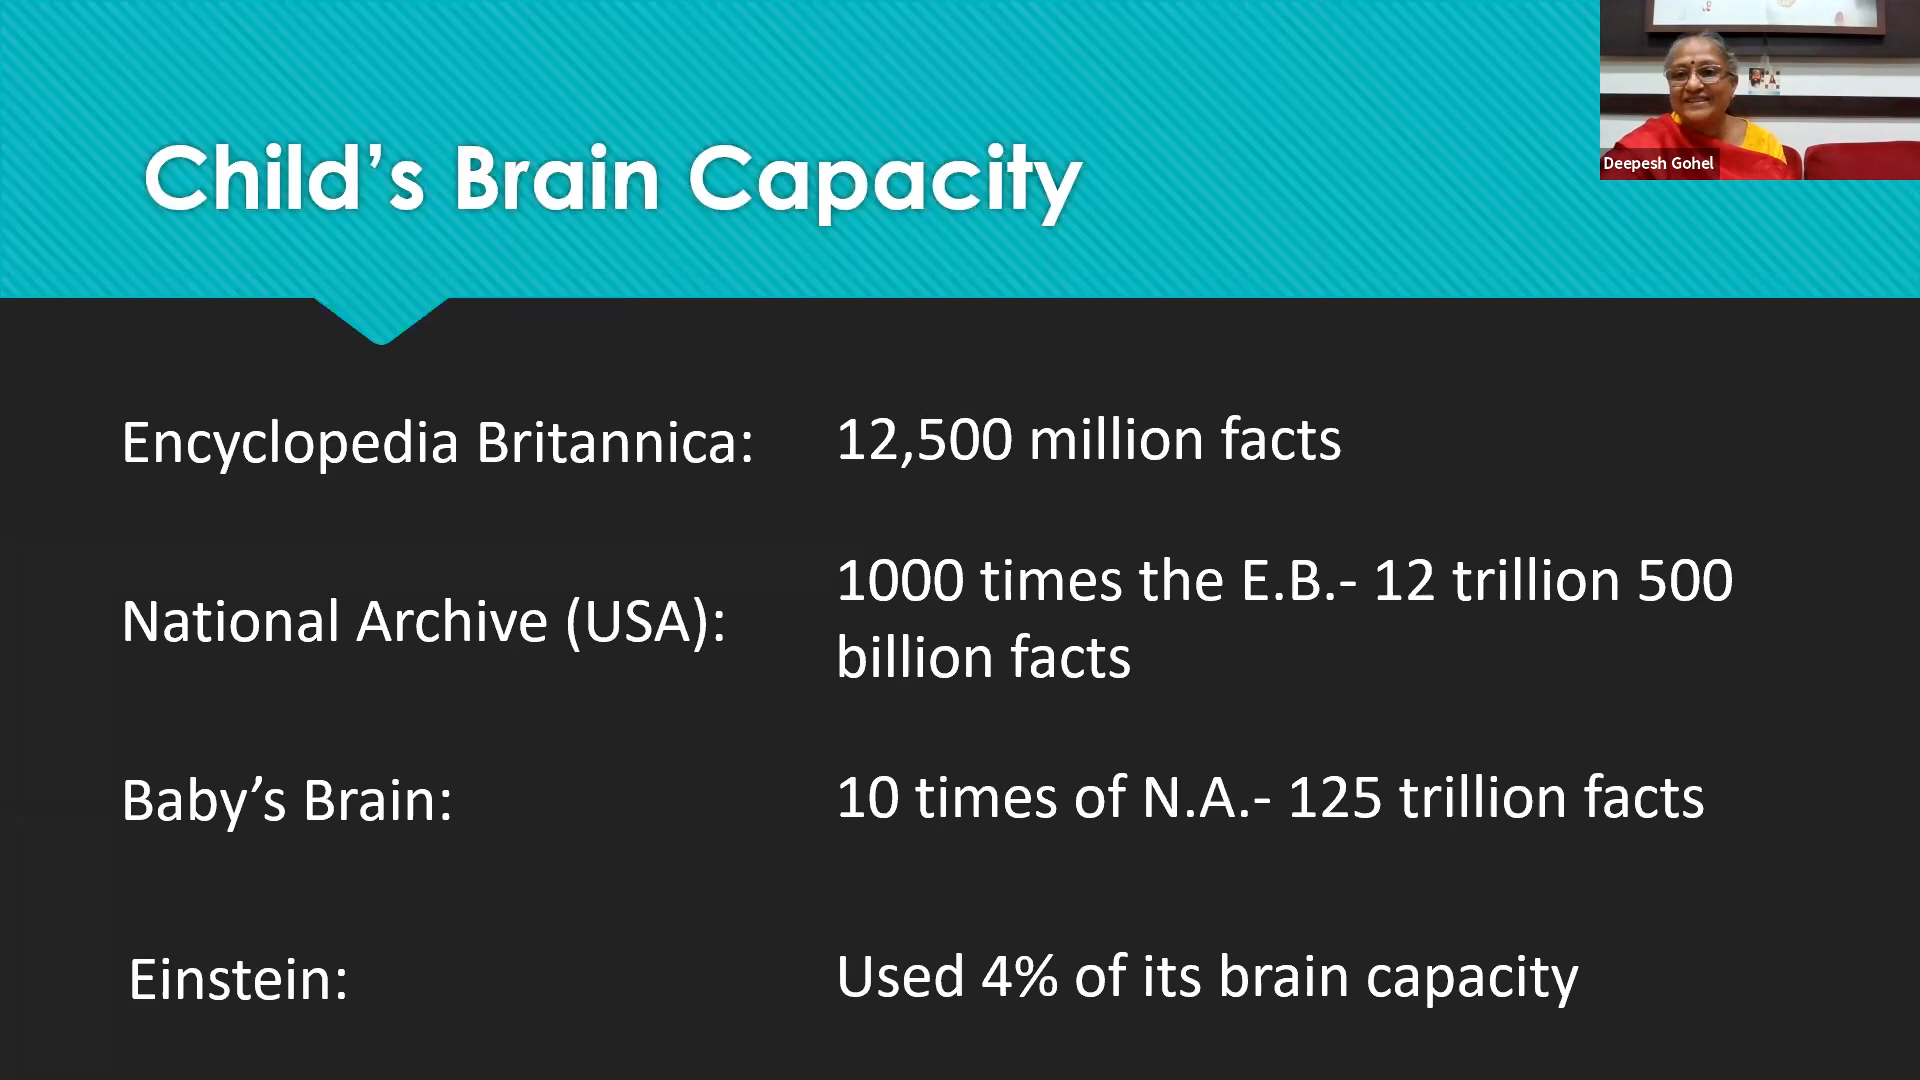 Child’s Brain Capacity
Deepesh Gohel
Encyclopedia Britannica:
12,500 million facts
National Archive (USA):
1000 times the E.B.- 12 trillion 500
billion facts
Baby’s Brain:
10 times of N.A.- 125 trillion facts
Einstein:
Used 4% of its brain capacity